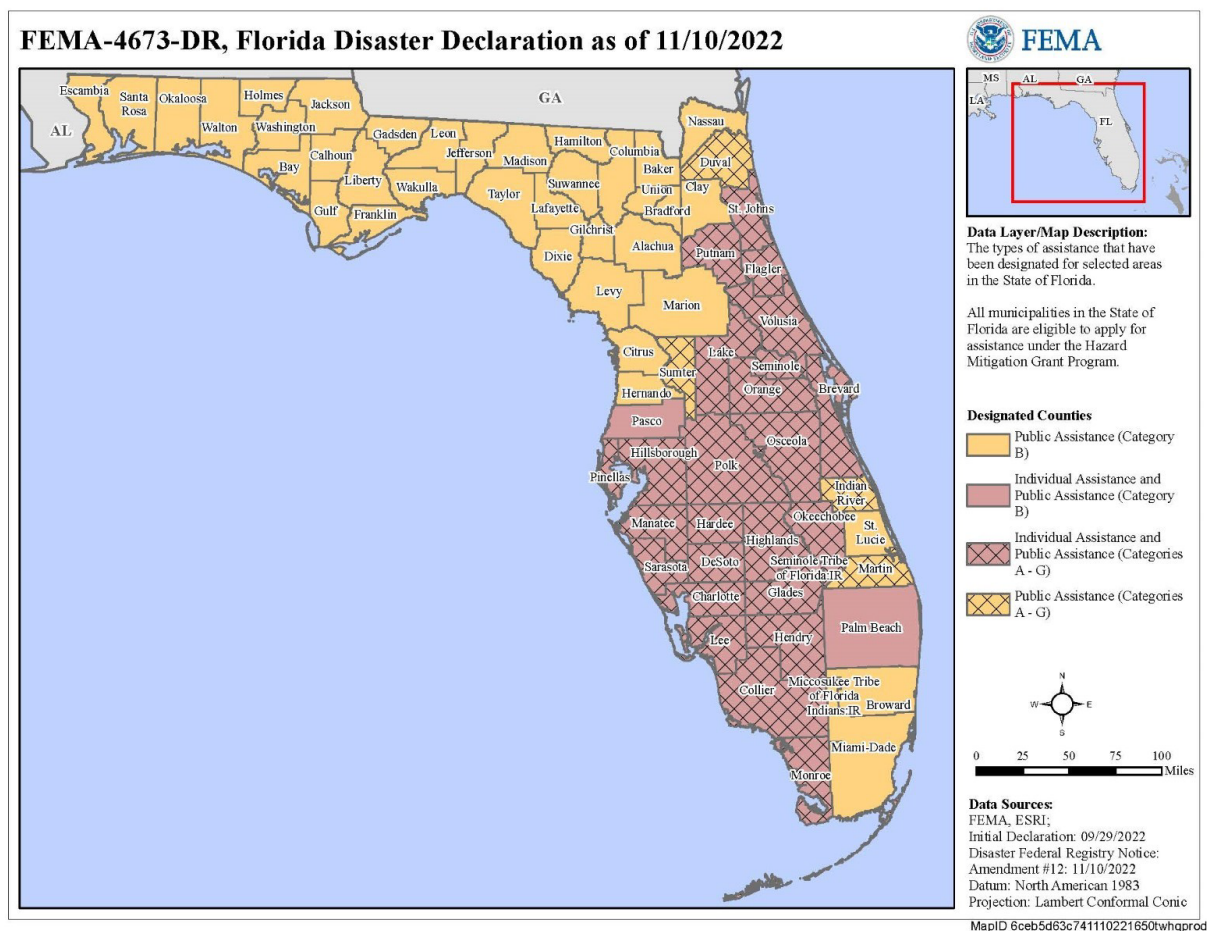 FEMA-4673-DR, Florida Disaster Declaration as of 11/10/2022
FEMA
Escambia
Santa
Rosa
Okaloosa
Holmes
Jackson
Walton
Washington
AL
GA
Bay
Calhoun
Gadsden
Leon
Jefferson
Madison
Hamilton
Columbia
Nassau
Baker
Duval
Liberty
Wakulla
Taylor
Suwannee
Union
Clay
Gulf
Franklin
Lafayette
Bradford
St. Johns
Gilchrist
Dixie
Alachua
Putnam
Flagler
Levy
Marion
Volusia
Citrus
Sumter
Lake
Seminole
Hernando
Orange
Brevard
Pasco
Osceola
Hillsborough
Polk
Pinellas
Indian
River
Okeechobee
Manatee
Hardee
St.
Lucie
Highlands
Sarasota
DeSoto
Seminole Tribe
of Florida:IR
Martin
Charlotte
Glades
Palm Beach
Lee
Hendry
Collier
Miccosukee Tribe
of Florida
Indians:IR
Broward
Miami-Dade
Monroe
MS
AL
GA
LA
FL
Data Layer/Map Description:
The types of assistance that have
been designated for selected areas
in the State of Florida.
All municipalities in the State of
Florida are eligible to apply for
assistance under the Hazard
Mitigation Grant Program.
Designated Counties
Public Assistance (Category
B)
Individual Assistance and
Public Assistance (Category
B)
Individual Assistance and
Public Assistance (Categories
A - G)
Public Assistance (Categories
A - G)
N
W
E
S
0 25 50 75 100
Miles
Data Sources:
FEMA, ESRI;
Initial Declaration: 09/29/2022
Disaster Federal Registry Notice:
Amendment #12: 11/10/2022
Datum: North American 1983
Projection: Lambert Conformal Conic
MapID 6ceb5d63c741110221650twhqprod